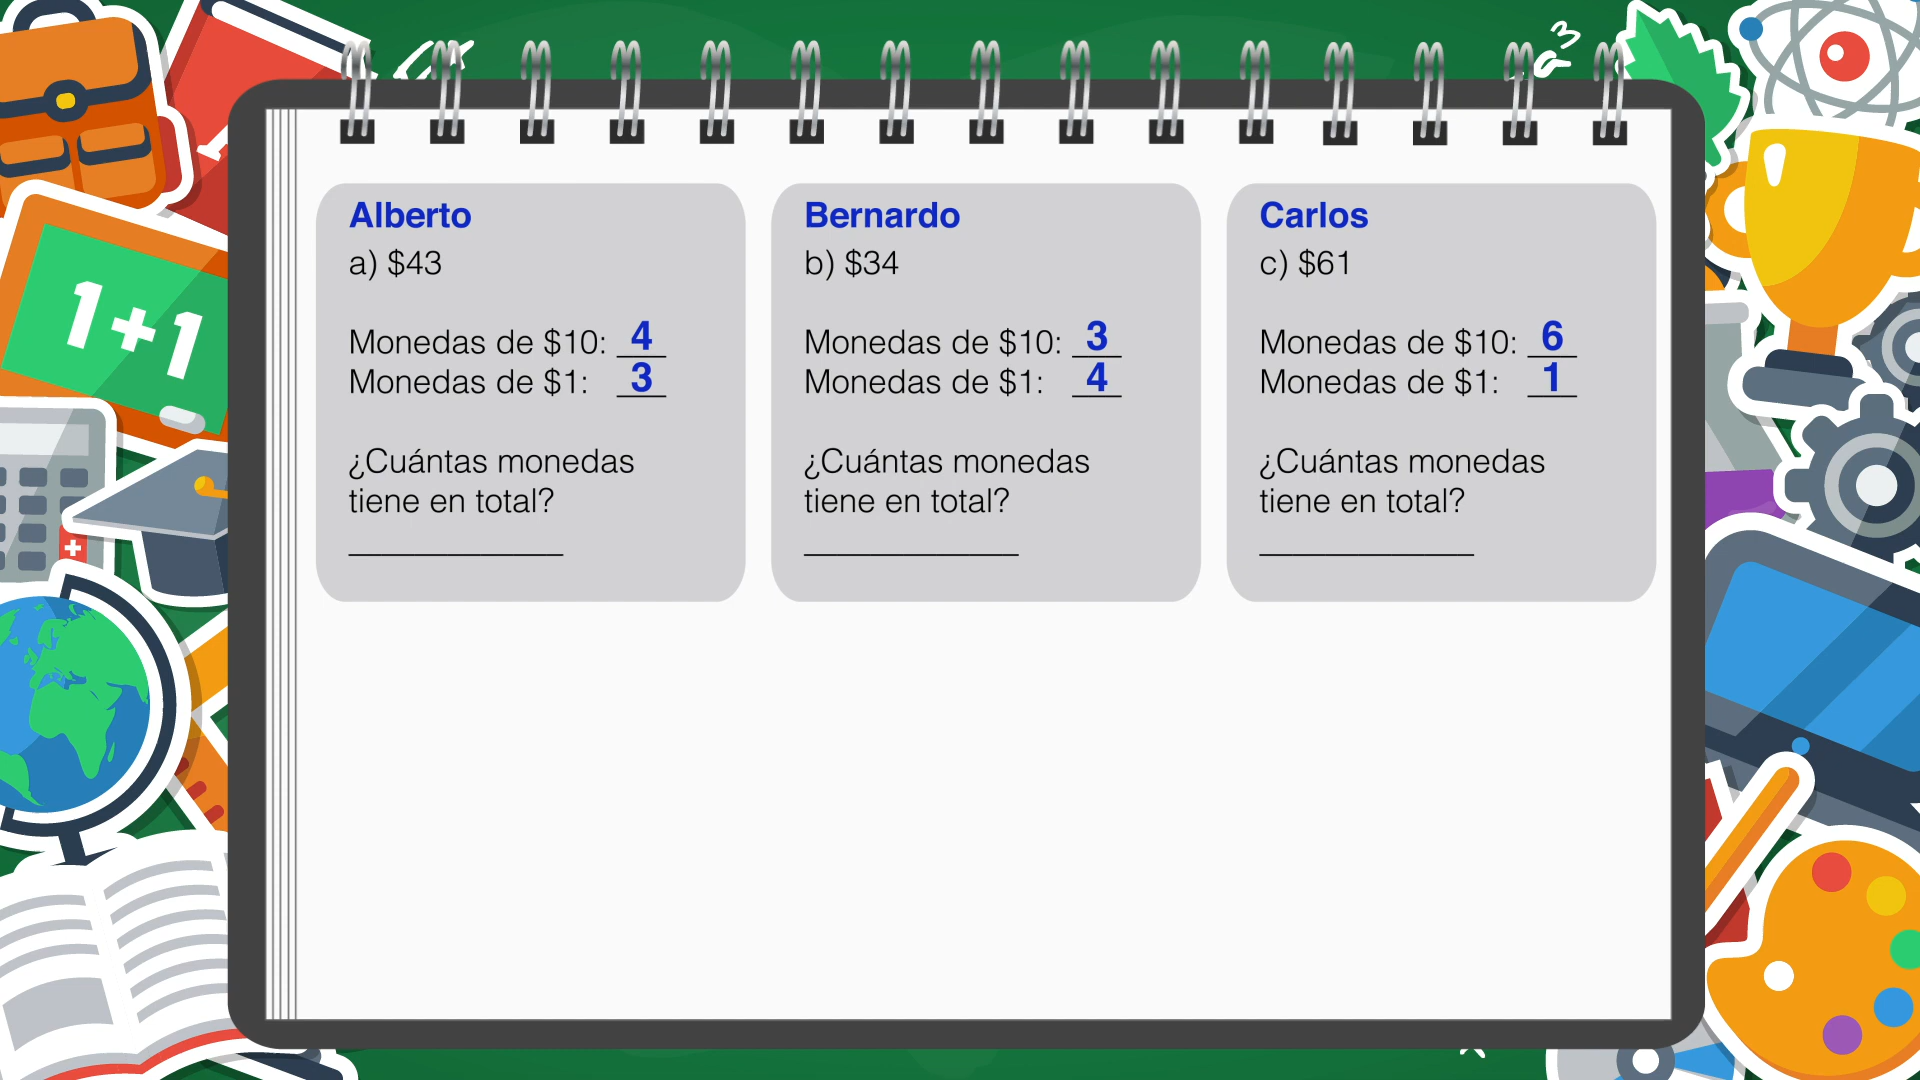 1+1
a³
Alberto
a) $43
Monedas de $10: 4
Monedas de $1: 3
¿Cuántas monedas
tiene en total?
Bernardo
b) $34
Monedas de $10: 3
Monedas de $1: 4
¿Cuántas monedas
tiene en total?
Carlos
c) $61
Monedas de $10: 6
Monedas de $1: 1
¿Cuántas monedas
tiene en total?